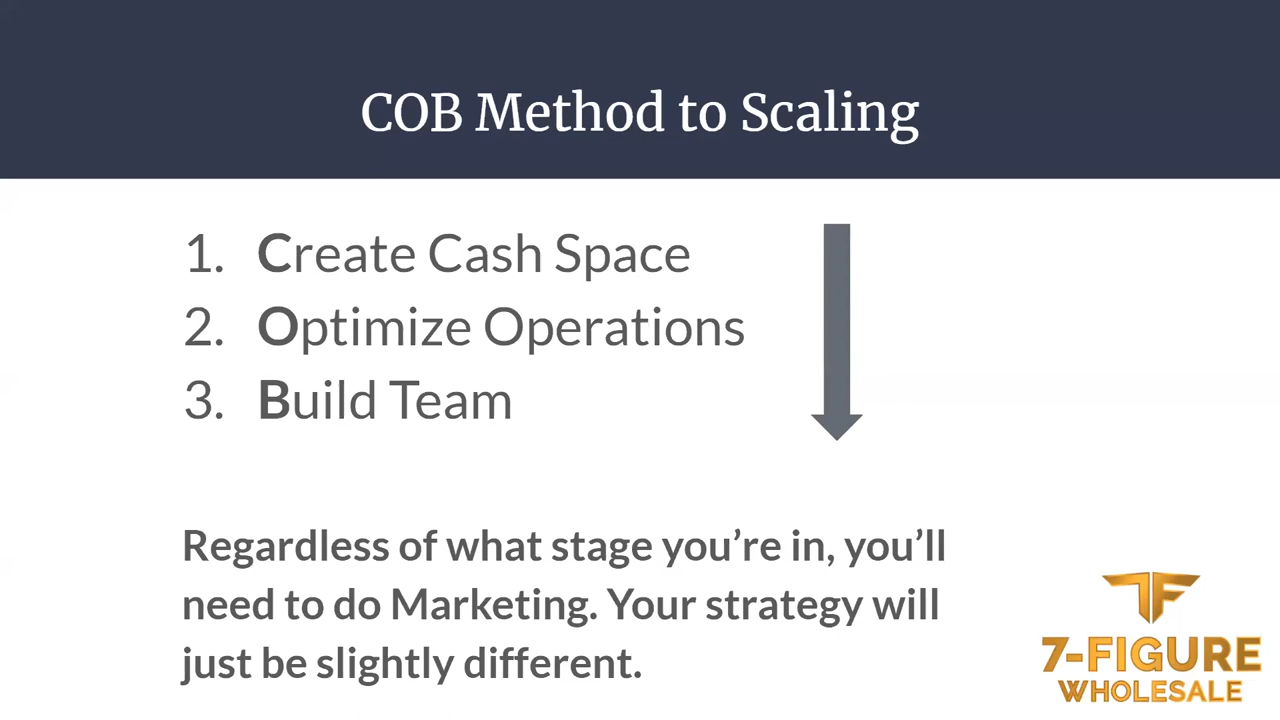 COB Method to Scaling
1. Create Cash Space
2. Optimize Operations
3. Build Team
Regardless of what stage you’re in, you’ll
need to do Marketing. Your strategy will
just be slightly different.
TF
7-FIGURE
WHOLESALE